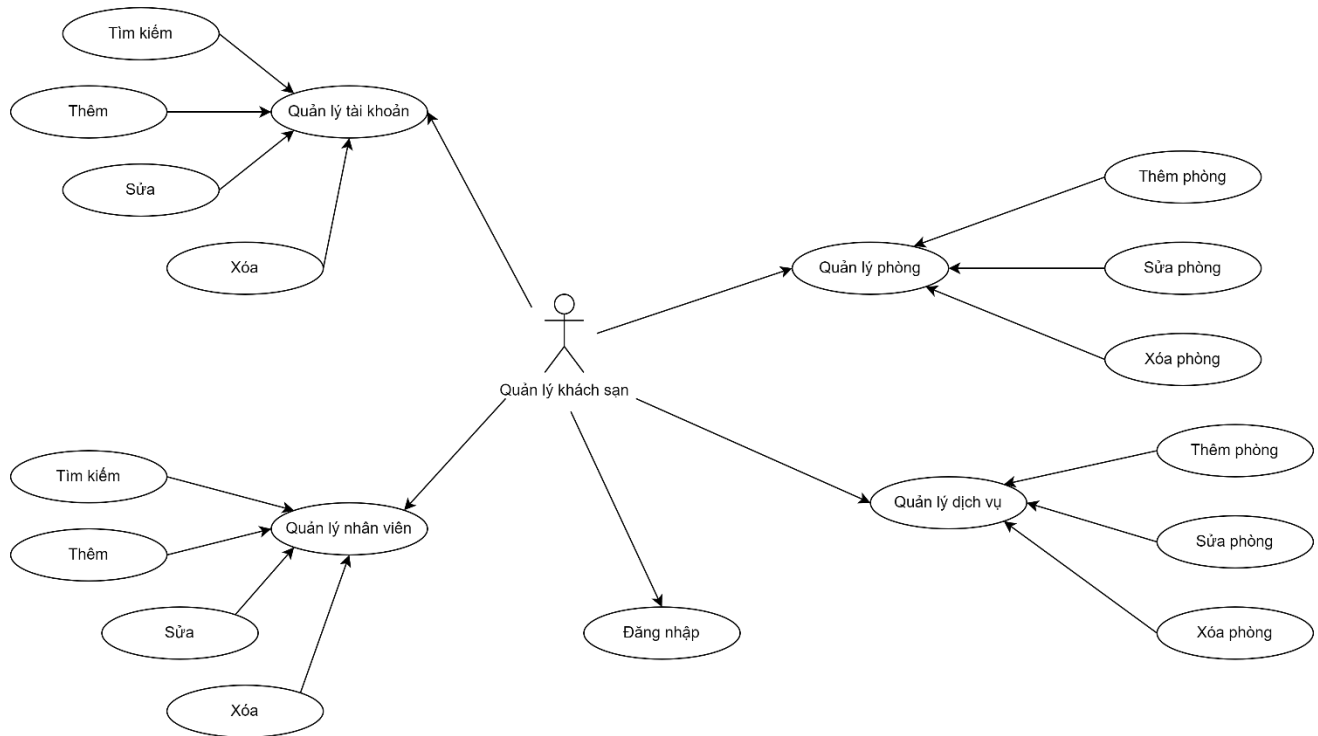 Tìm kiếm
Thêm
Quản lý tài khoản
Sửa
Xóa
Thêm phòng
Quản lý phòng
Sửa phòng
Xóa phòng
Quản lý khách sạn
Tìm kiếm
Thêm
Quản lý nhân viên
Sửa
Xóa
Đăng nhập
Thêm phòng
Quản lý dịch vụ
Sửa phòng
Xóa phòng